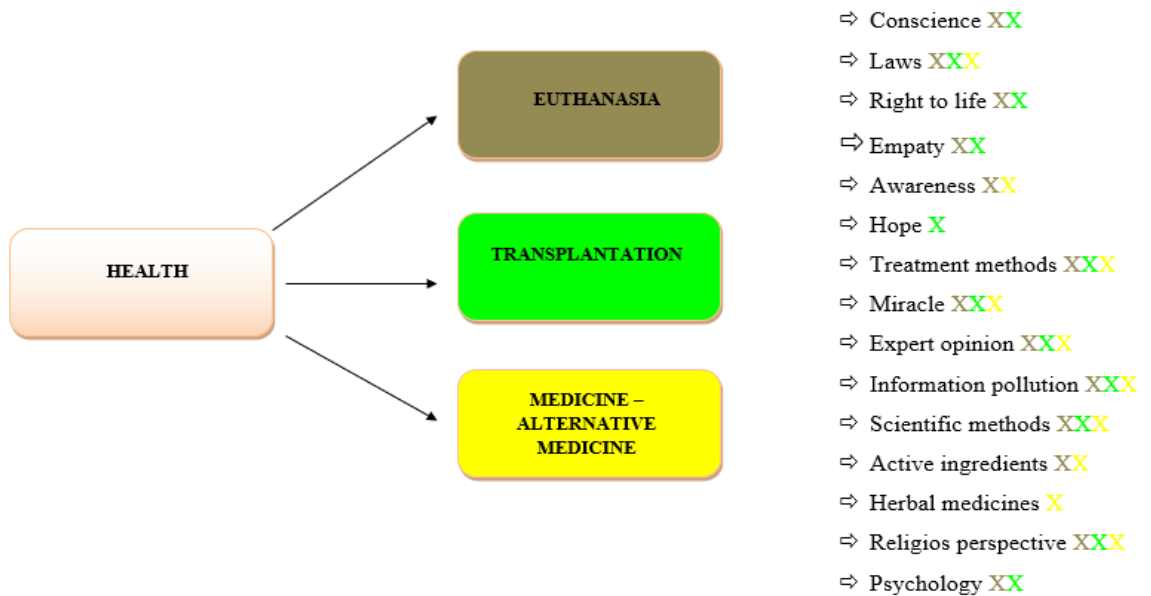 HEALTH
EUTHANASIA
TRANSPLANTATION
MEDICINE –
ALTERNATIVE
MEDICINE
⇨ Conscience XX
⇨ Laws XXX
⇨ Right to life XX
⇨ Empaty XX
⇨ Awareness XX
⇨ Hope X
⇨ Treatment methods XXX
⇨ Miracle XXX
⇨ Expert opinion XXX
⇨ Information pollution XXX
⇨ Scientific methods XXX
⇨ Active ingredients XX
⇨ Herbal medicines X
⇨ Religios perspective XXX
⇨ Psychology XX